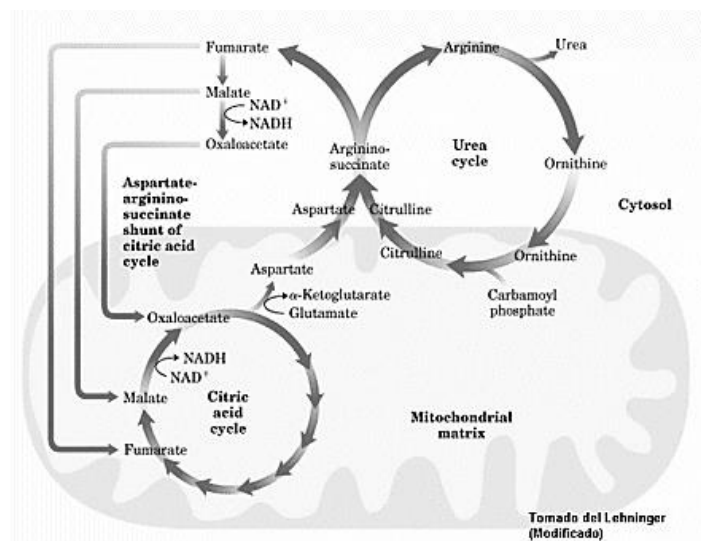 Fumarate
Arginine
Urea
Malate
NAD⁺
NADH
Oxaloacetate
Arginino-
succinate
Urea
cycle
Ornithine
Aspartate-
arginino-
succinate
shunt of
citric acid
cycle
Aspartate
Citrulline
Cytosol
Citrulline
Ornithine
Aspartate
Carbamoyl
phosphate
α-Ketoglutarate
Glutamate
Oxaloacetate
NADH
NAD⁺
Malate
Citric
acid
cycle
Mitochondrial
matrix
Fumarate
Tomado del Lehninger
(Modificado)